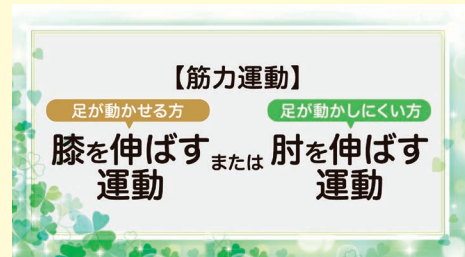 【筋力運動】
足が動かせる方
膝を伸ばす
運動
または
足が動かしにくい方
肘を伸ばす
運動